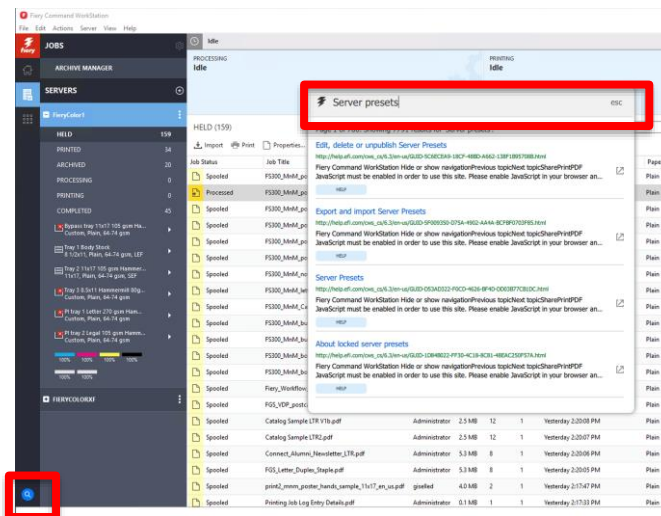 Fiery Command WorkStation
File Edit Actions Server View Help
Fiery
JOBS
ARCHIVE MANAGER
SERVERS
FieryColor1
HELD 159
PRINTED 34
ARCHIVED 20
PROCESSING 0
PRINTING 0
COMPLETED 45
Bypass tray 11x17 105 gsm Ha...
Custom, Plain, 64-74 gsm
Tray 1 Body Stock
8 1/2x11, Plain, 64-74 gsm, LEF
Tray 2 11x17 105 gsm Hammer...
11x17, Plain, 64-74 gsm, SEF
Tray 3 8.5x11 Hammermill 80g...
Custom, Plain, 64-74 gsm
PI tray 1 Letter 270 gsm Ham...
Custom, Plain, 64-74 gsm
PI tray 2 Legal 105 gsm Hamm...
Custom, Plain, 64-74 gsm
100% 100% 100% 100%
100% 100%
FIERYCOLORXF
Idle
PROCESSING
Idle
PRINTING
Idle
Server presets esc
HELD (159)
Import Print Properties...
Job Status Job Title
Spooled FS300_MnM_po
Processed FS300_MnM_po
Spooled FS300_MnM_po
Spooled FS300_MnM_po
Spooled FS300_MnM_po
Spooled FS300_MnM_no
Spooled FS300_MnM_let
Spooled FS300_MnM_Ca
Spooled FS300_MnM_bu
Spooled FS300_MnM_bu
Spooled FS300_MnM_bo
Spooled FS300_MnM_bo
Spooled Fiery_Workflow
Spooled FGS_VDP_postc
Spooled Catalog Sample LTR V1b.pdf Administrator 2.5 MB 12 1 Yesterday 2:20:08 PM Plain
Spooled Catalog Sample LTR2.pdf Administrator 2.5 MB 12 1 Yesterday 2:20:07 PM Plain
Spooled Connect_Alumni_Newsletter_LTR.pdf Administrator 5.3 MB 8 1 Yesterday 2:20:06 PM Plain
Spooled FGS_Letter_Duplex_Staple.pdf Administrator 5.3 MB 8 1 Yesterday 2:20:05 PM Plain
Spooled print2_mnm_poster_hands_sample_11x17_en_us.pdf giselled 4.0 MB 2 1 Yesterday 2:17:47 PM Plain
Spooled Printing Job Log Entry Details.pdf Administrator 0.1 MB 1 1 Yesterday 2:17:33 PM Plain
Edit, delete or unpublish Server Presets
Fiery Command WorkStation Hide or show navigationPrevious topicNext topicSharePrintPDF
JavaScript must be enabled in order to use this site. Please enable JavaScript in your browser an...
HELP
Export and import Server Presets
Fiery Command WorkStation Hide or show navigationPrevious topicNext topicSharePrintPDF
JavaScript must be enabled in order to use this site. Please enable JavaScript in your browser an...
HELP
Server Presets
Fiery Command WorkStation Hide or show navigationPrevious topicNext topicSharePrintPDF
JavaScript must be enabled in order to use this site. Please enable JavaScript in your browser an...
HELP
About locked server presets
Fiery Command WorkStation Hide or show navigationPrevious topicNext topicSharePrintPDF
JavaScript must be enabled in order to use this site. Please enable JavaScript in your browser an...
HELP